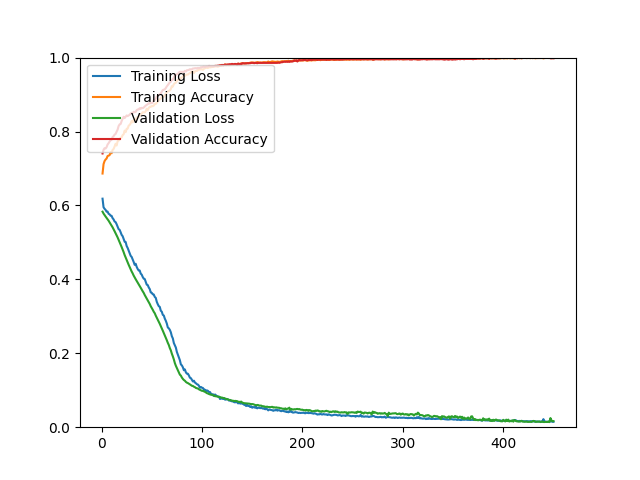 1.0
0.8
0.6
0.4
0.2
0.0
Training Loss
Training Accuracy
Validation Loss
Validation Accuracy
0 100 200 300 400